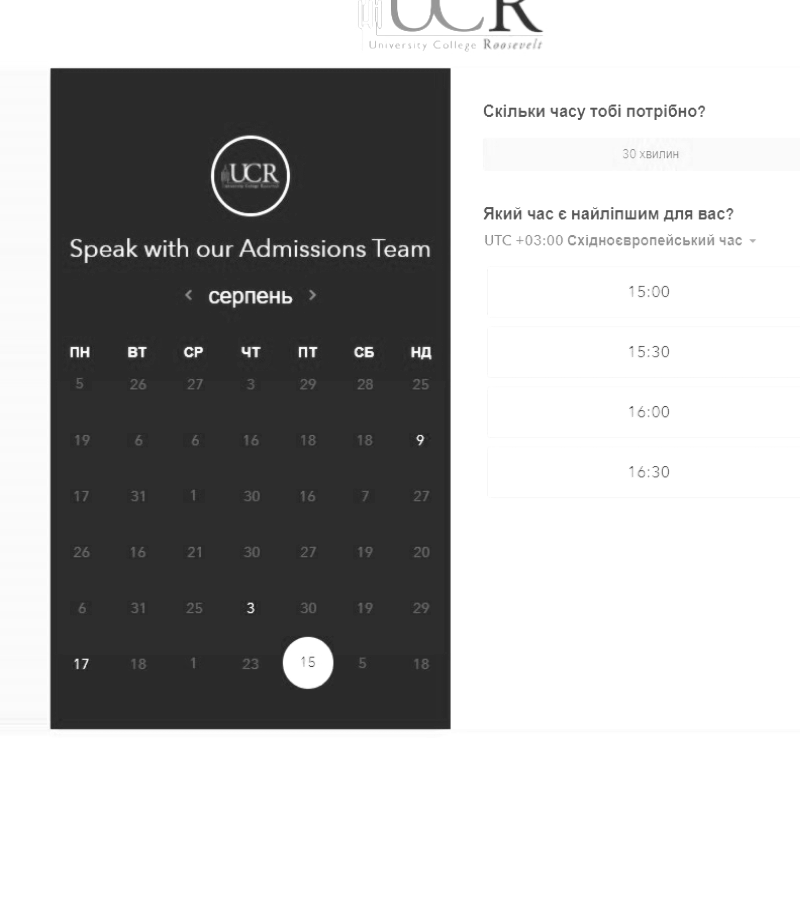 UCR
University College Roosevelt
UCR
Speak with our Admissions Team
‹ серпень ›
ПН ВТ СР ЧТ ПТ СБ НД
5 26 27 3 29 28 25
19 6 6 16 18 18 9
17 31 1 30 16 7 27
26 16 21 30 27 19 20
6 31 25 3 30 19 29
17 18 1 23 15 5 18
Скільки часу тобі потрібно?
30 хвилин
Який час є найліпшим для вас?
UTC +03:00 Східноєвропейський час
15:00
15:30
16:00
16:30